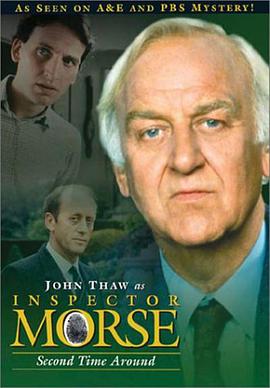 AS SEEN ON A&E AND PBS MYSTERY!
JOHN THAW as
INSPECTOR
MORSE
Second Time Around